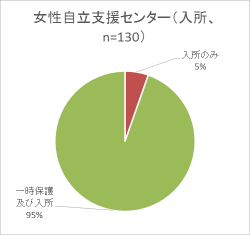 女性自立支援センター（入所、
n=130）
入所のみ
5%
一時保護
及び入所
95%